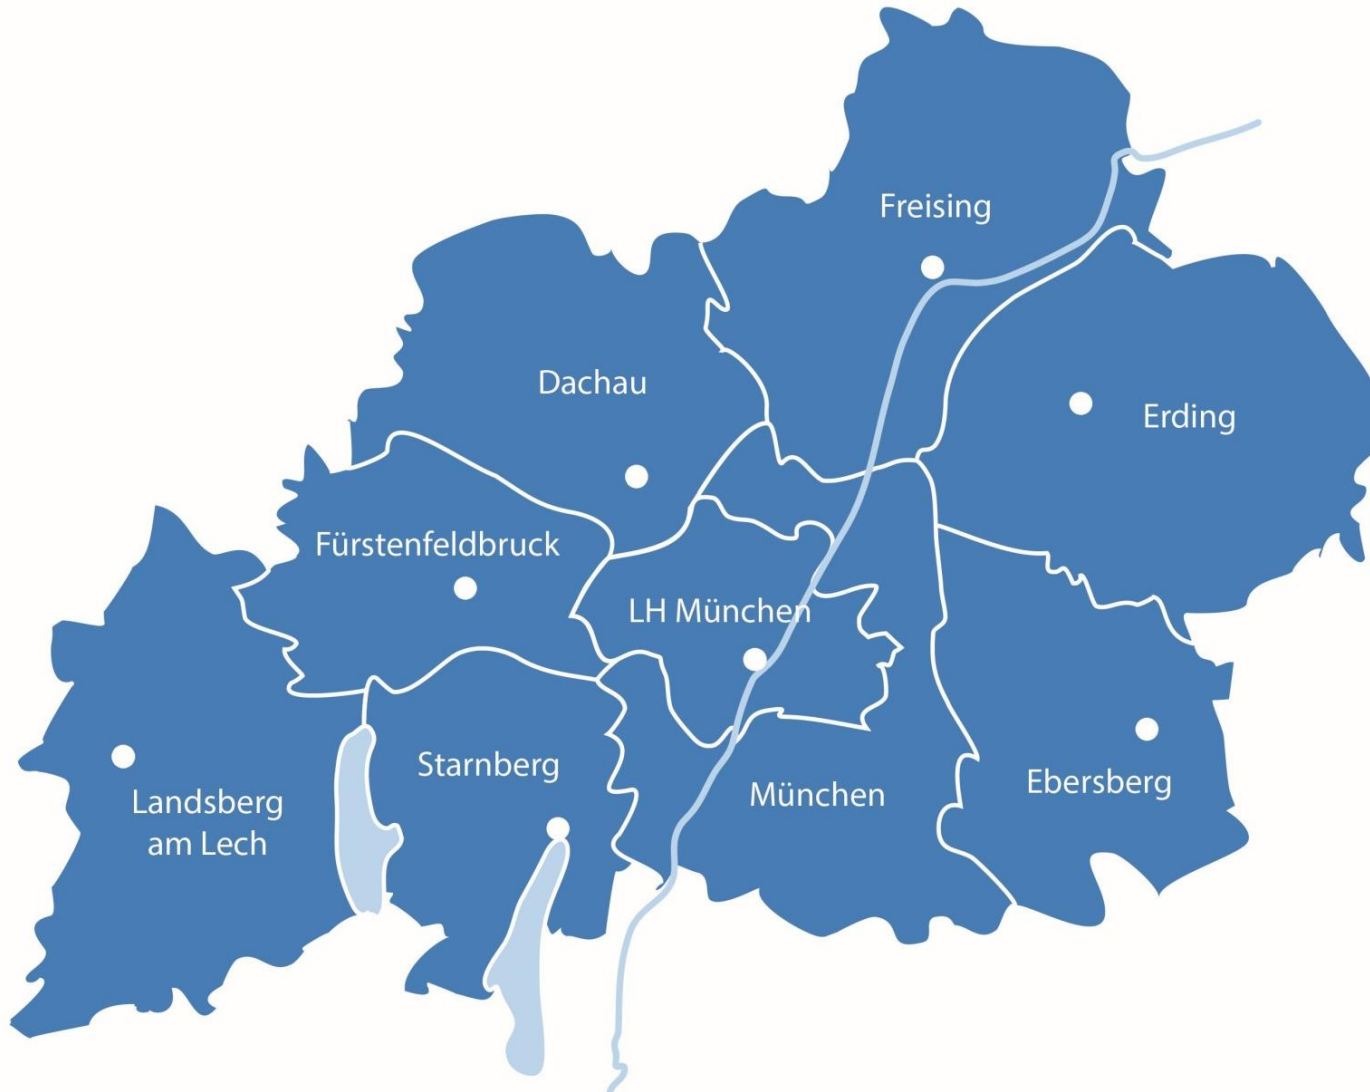 Freising
Dachau
Erding
Fürstenfeldbruck
LH München
Starnberg
München
Ebersberg
Landsberg
am Lech